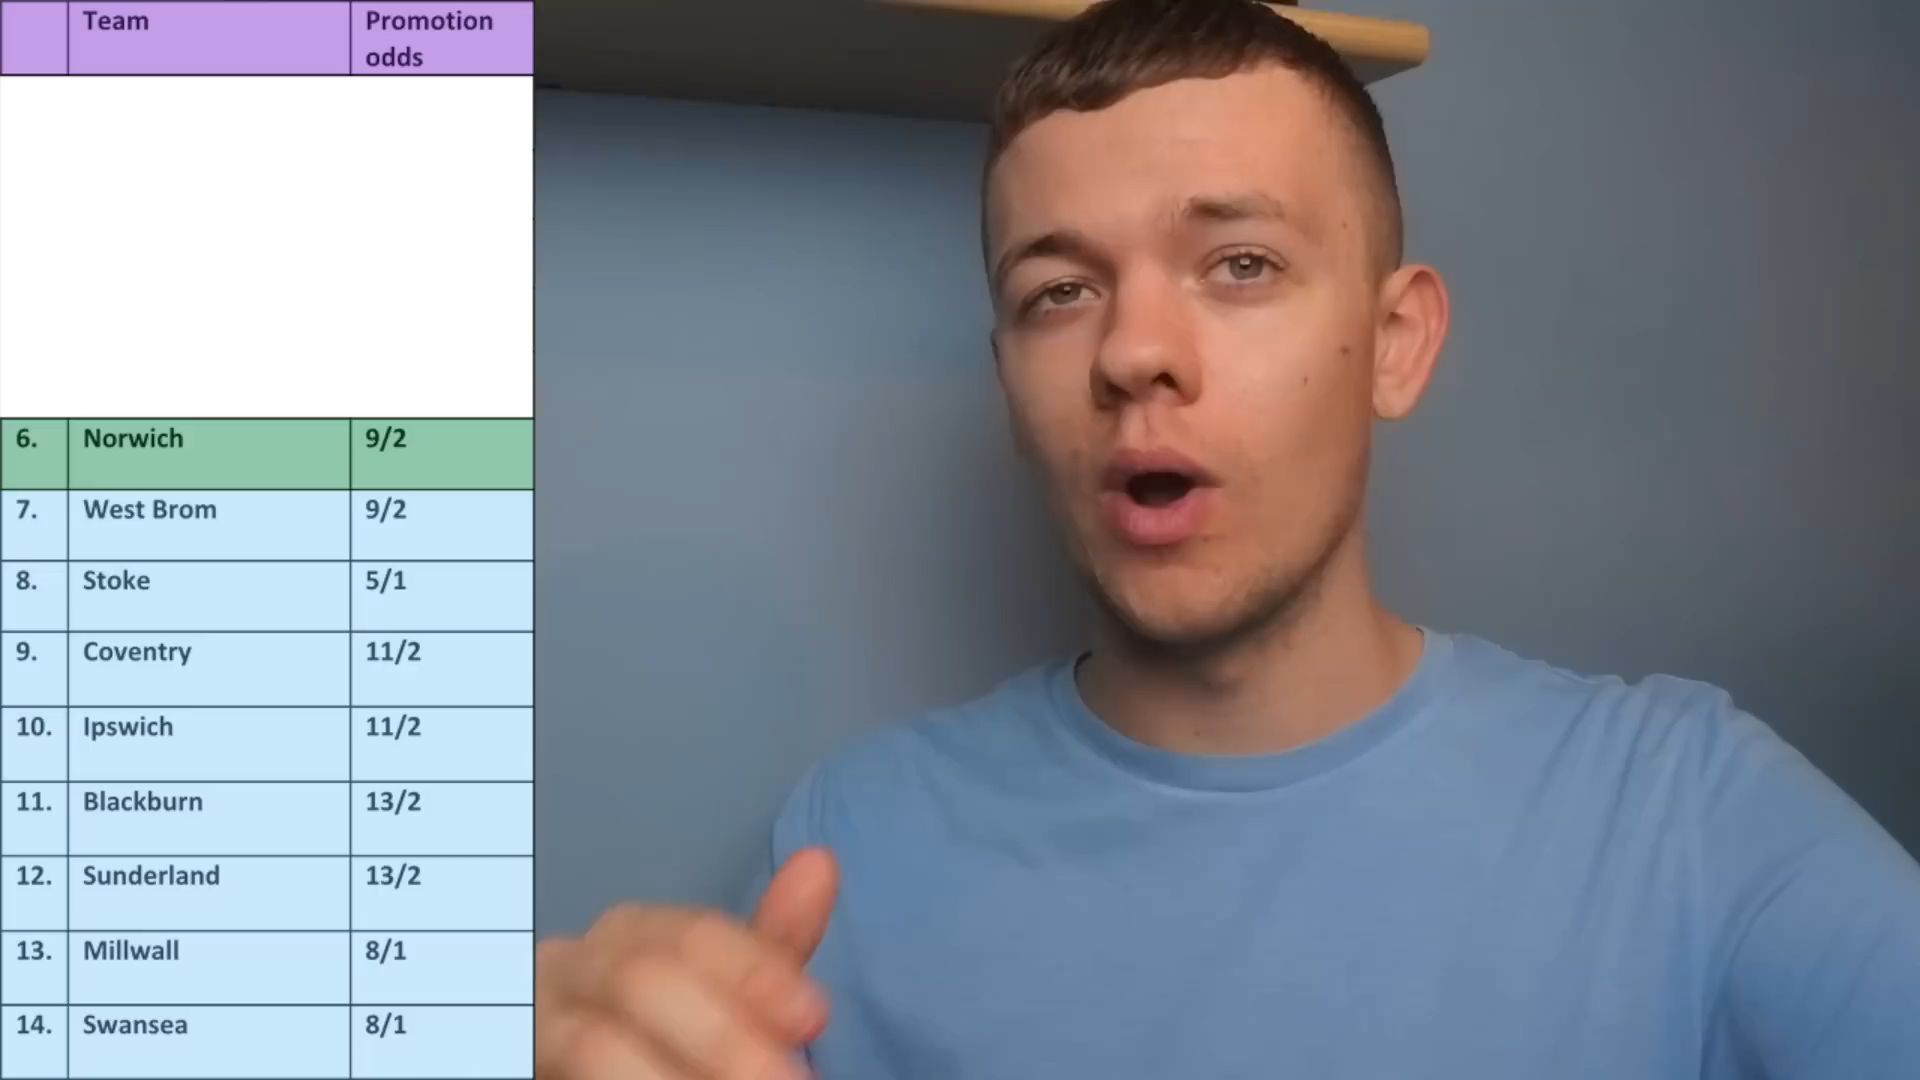 Team Promotion odds
6. Norwich 9/2
7. West Brom 9/2
8. Stoke 5/1
9. Coventry 11/2
10. Ipswich 11/2
11. Blackburn 13/2
12. Sunderland 13/2
13. Millwall 8/1
14. Swansea 8/1